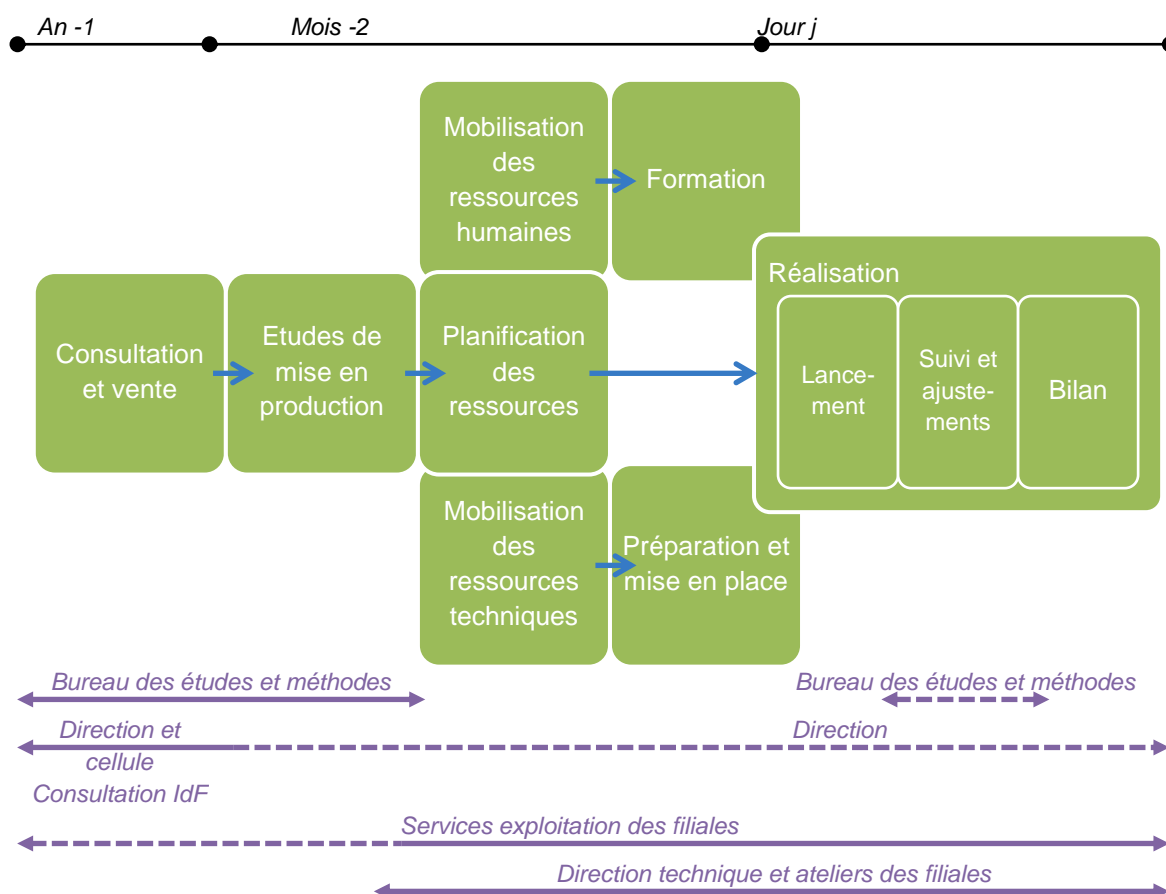 An -1
Mois -2
Jour j
Mobilisation
des
ressources
humaines
Formation
Réalisation
Consultation
et vente
Etudes de
mise en
production
Planification
des
ressources
Lance-
ment
Suivi et
ajuste-
ments
Bilan
Mobilisation
des
ressources
techniques
Préparation et
mise en place
Bureau des études et méthodes
Bureau des études et méthodes
Direction et
cellule
Consultation IdF
Direction
Services exploitation des filiales
Direction technique et ateliers des filiales